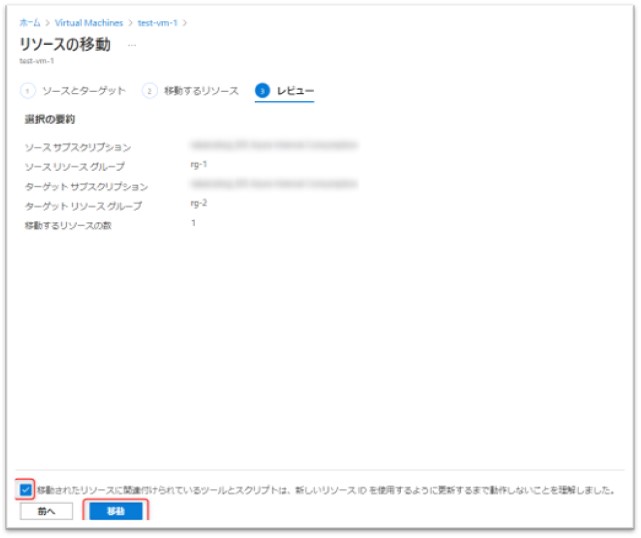 ホーム > Virtual Machines > test-vm-1 >
リソースの移動 ...
test-vm-1
1 ソースとターゲット 2 移動するリソース 3 レビュー
選択の要約
ソース サブスクリプション
ソース リソース グループ rg-1
ターゲット サブスクリプション
ターゲット リソース グループ rg-2
移動するリソースの数 1
移動されたリソースに関連付けられているツールとスクリプトは、新しいリソース ID を使用するように更新するまで動作しないことを理解しました。
前へ 移動